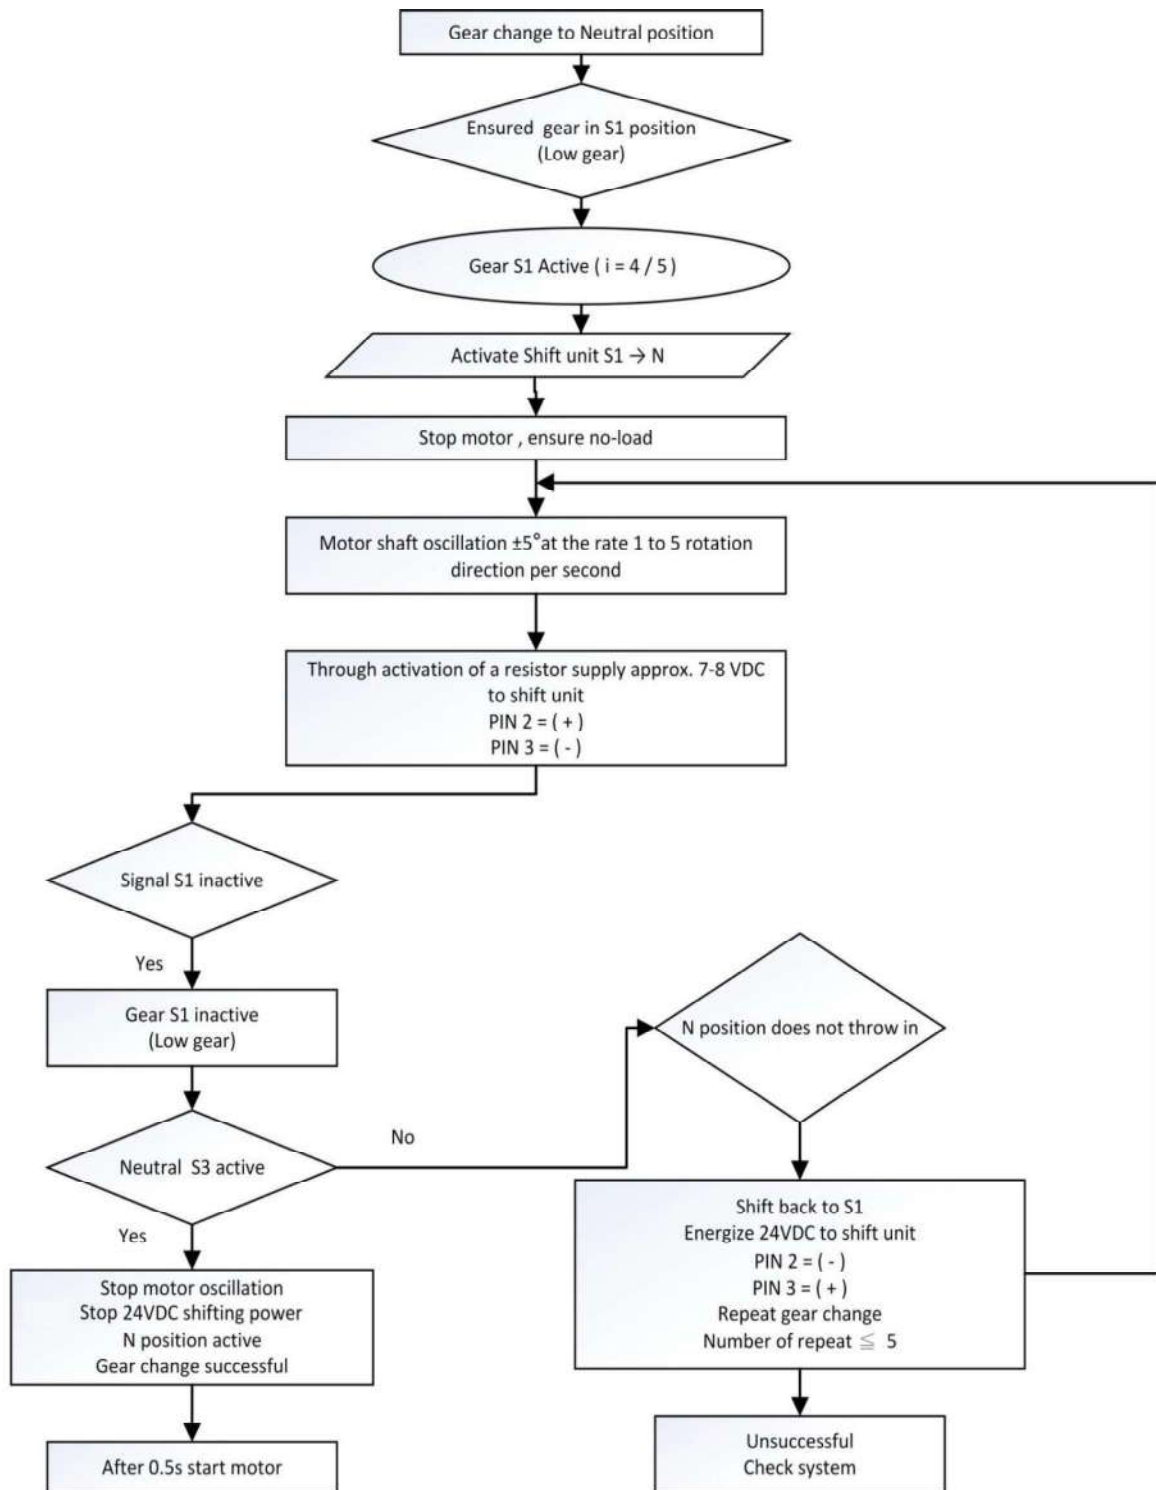 Gear change to Neutral position
Ensured gear in S1 position
(Low gear)
Gear S1 Active ( i = 4 / 5 )
Activate Shift unit S1 → N
Stop motor , ensure no-load
Motor shaft oscillation ±5°at the rate 1 to 5 rotation
direction per second
Through activation of a resistor supply approx. 7-8 VDC
to shift unit
PIN 2 = ( + )
PIN 3 = ( - )
Signal S1 inactive
Yes
Gear S1 inactive
(Low gear)
Neutral S3 active
No
N position does not throw in
Yes
Stop motor oscillation
Stop 24VDC shifting power
N position active
Gear change successful
After 0.5s start motor
Shift back to S1
Energize 24VDC to shift unit
PIN 2 = ( - )
PIN 3 = ( + )
Repeat gear change
Number of repeat ≦ 5
Unsuccessful
Check system